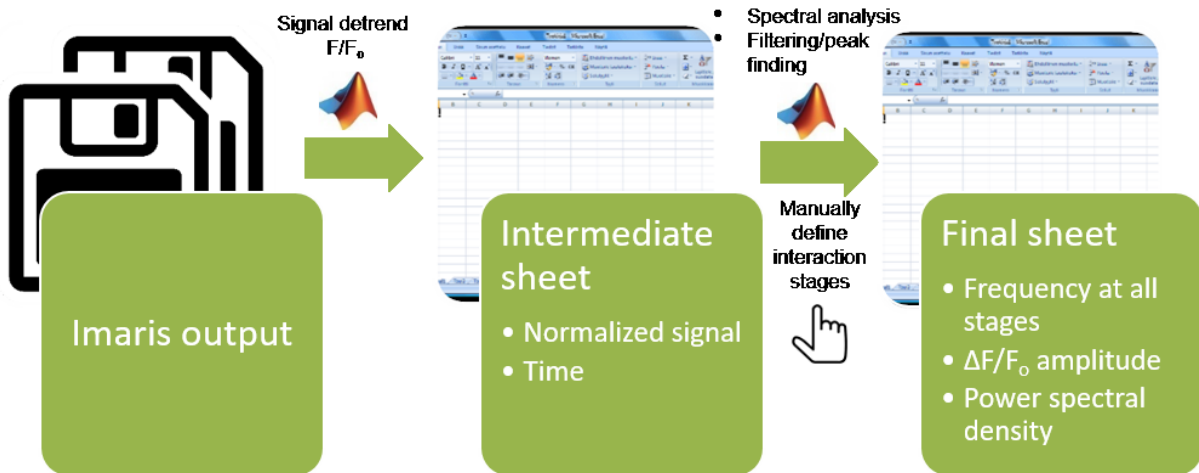 Signal detrend
F/Fₒ
• Spectral analysis
• Filtering/peak
finding
Manually
define
interaction
stages
Imaris output
Intermediate
sheet
• Normalized signal
• Time
Final sheet
• Frequency at all
stages
• ΔF/Fₒ amplitude
• Power spectral
density